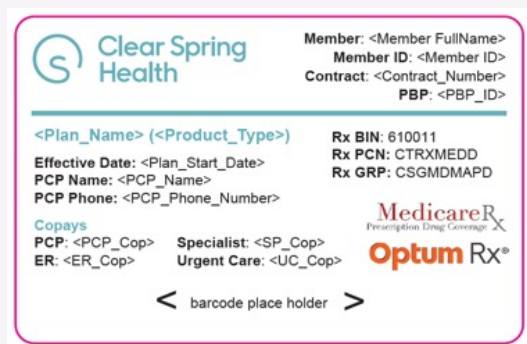 Clear Spring
Health
Member: <Member FullName>
Member ID: <Member ID>
Contract: <Contract_Number>
PBP: <PBP_ID>
<Plan_Name> (<Product_Type>)
Effective Date: <Plan_Start_Date>
PCP Name: <PCP_Name>
PCP Phone: <PCP_Phone_Number>
Rx BIN: 610011
Rx PCN: CTRXMEDD
Rx GRP: CSGMDMAPD
Copays
PCP: <PCP_Cop> Specialist: <SP_Cop>
ER: <ER_Cop> Urgent Care: <UC_Cop>
MedicareRx
Prescription Drug Coverage
Optum Rx®
< barcode place holder >